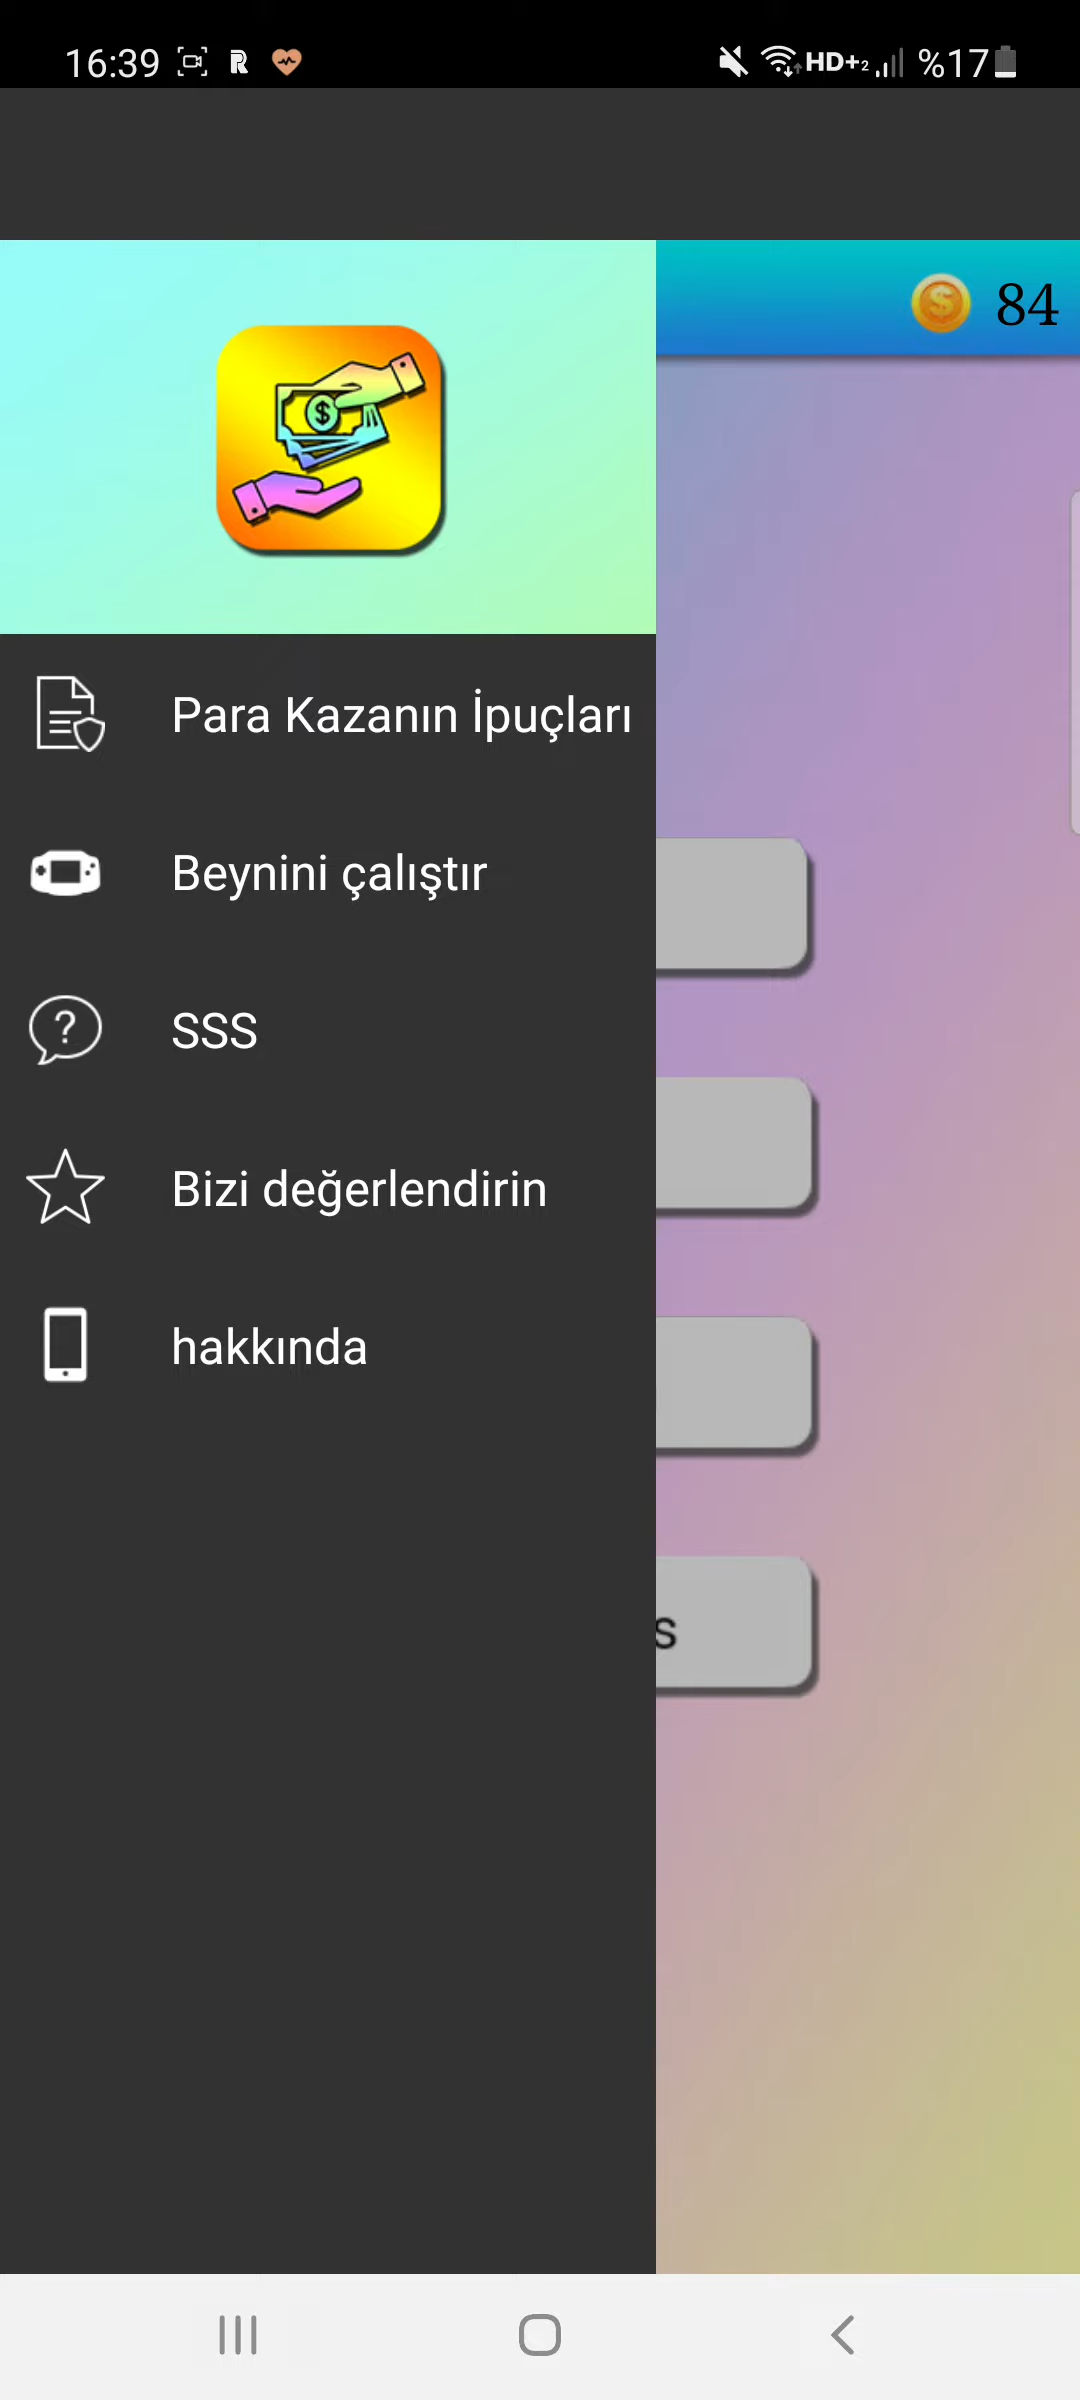 16:39
HD+2
%17
84
Para Kazanın İpuçları
Beynini çalıştır
SSS
Bizi değerlendirin
hakkında
s